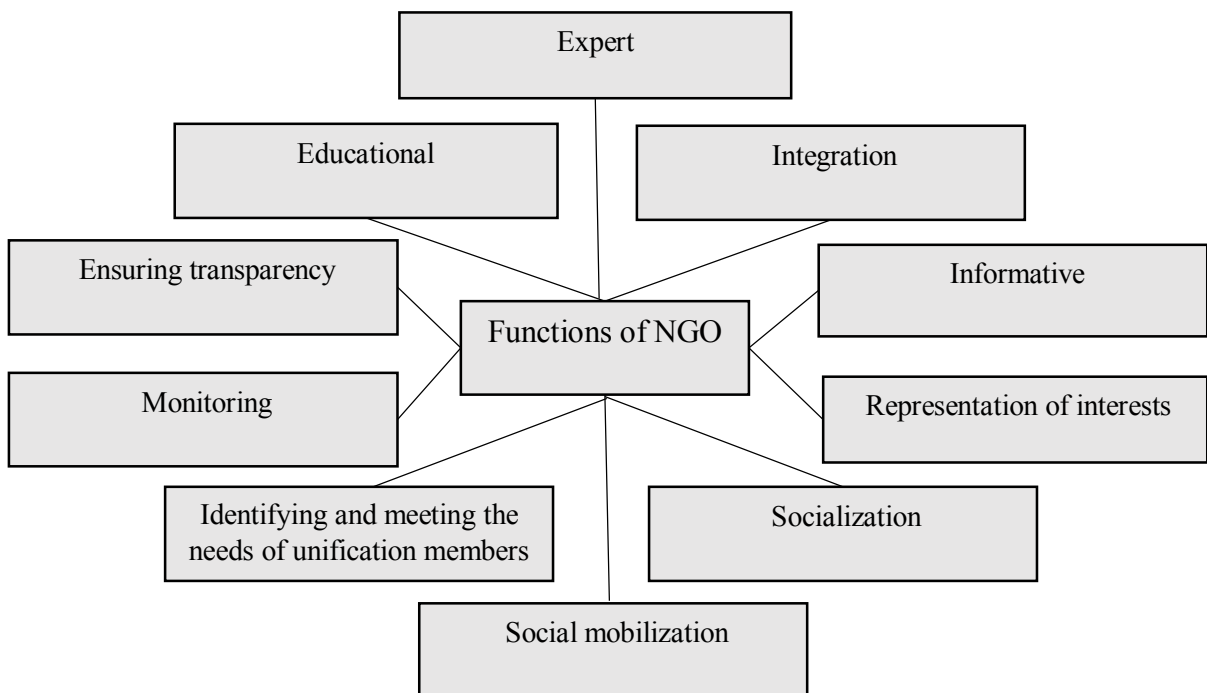 Expert
Educational
Integration
Ensuring transparency
Informative
Functions of NGO
Monitoring
Representation of interests
Identifying and meeting the
needs of unification members
Socialization
Social mobilization